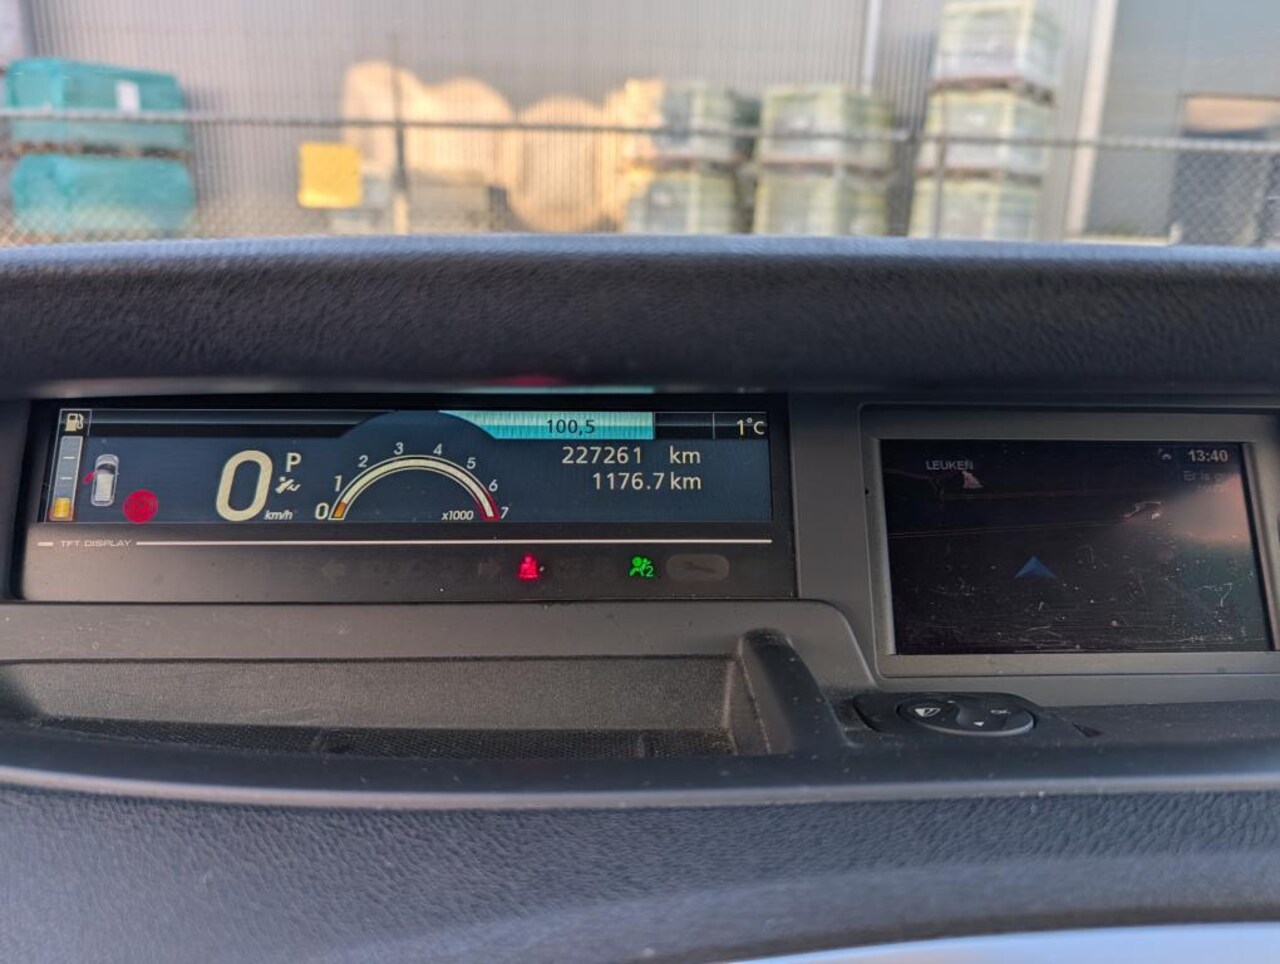 100,5
1°C
227261 km
1176.7 km
0
P
km/h
0 1 2 3 4 5 6 7
x1000
TFT DISPLAY
2
LEUKEN
13:40